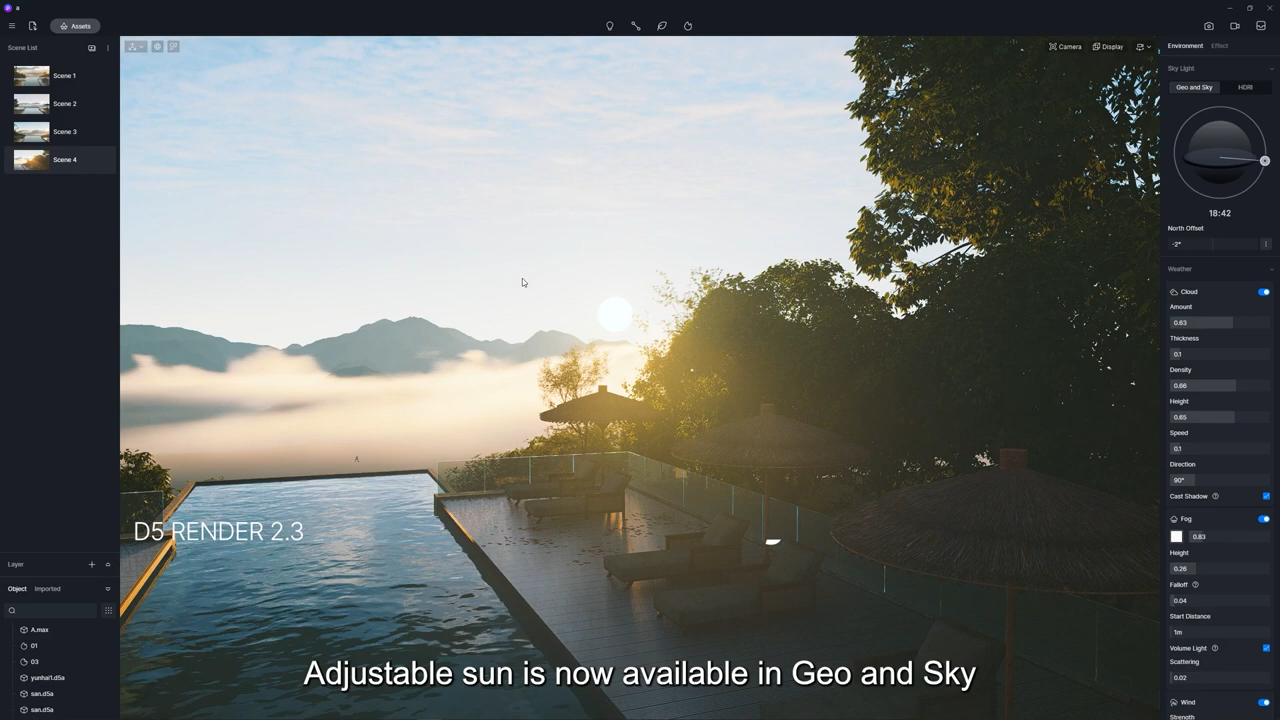 a
Assets
Scene List
Scene 1
Scene 2
Scene 3
Scene 4
Camera
Display
Environment Effect
Sky Light
Geo and Sky HDRI
18:42
North Offset
-2°
Weather
Cloud
Amount
0.63
Thickness
0.1
Density
0.66
Height
0.65
Speed
0.1
Direction
90°
Cast Shadow
Fog
0.83
Height
0.26
Falloff
0.04
Start Distance
1m
Volume Light
Scattering
0.02
Wind
Strength
Layer
Object Imported
A.max
01
03
yunhai1.d5a
san.d5a
san.d5a
D5 RENDER 2.3
Adjustable sun is now available in Geo and Sky